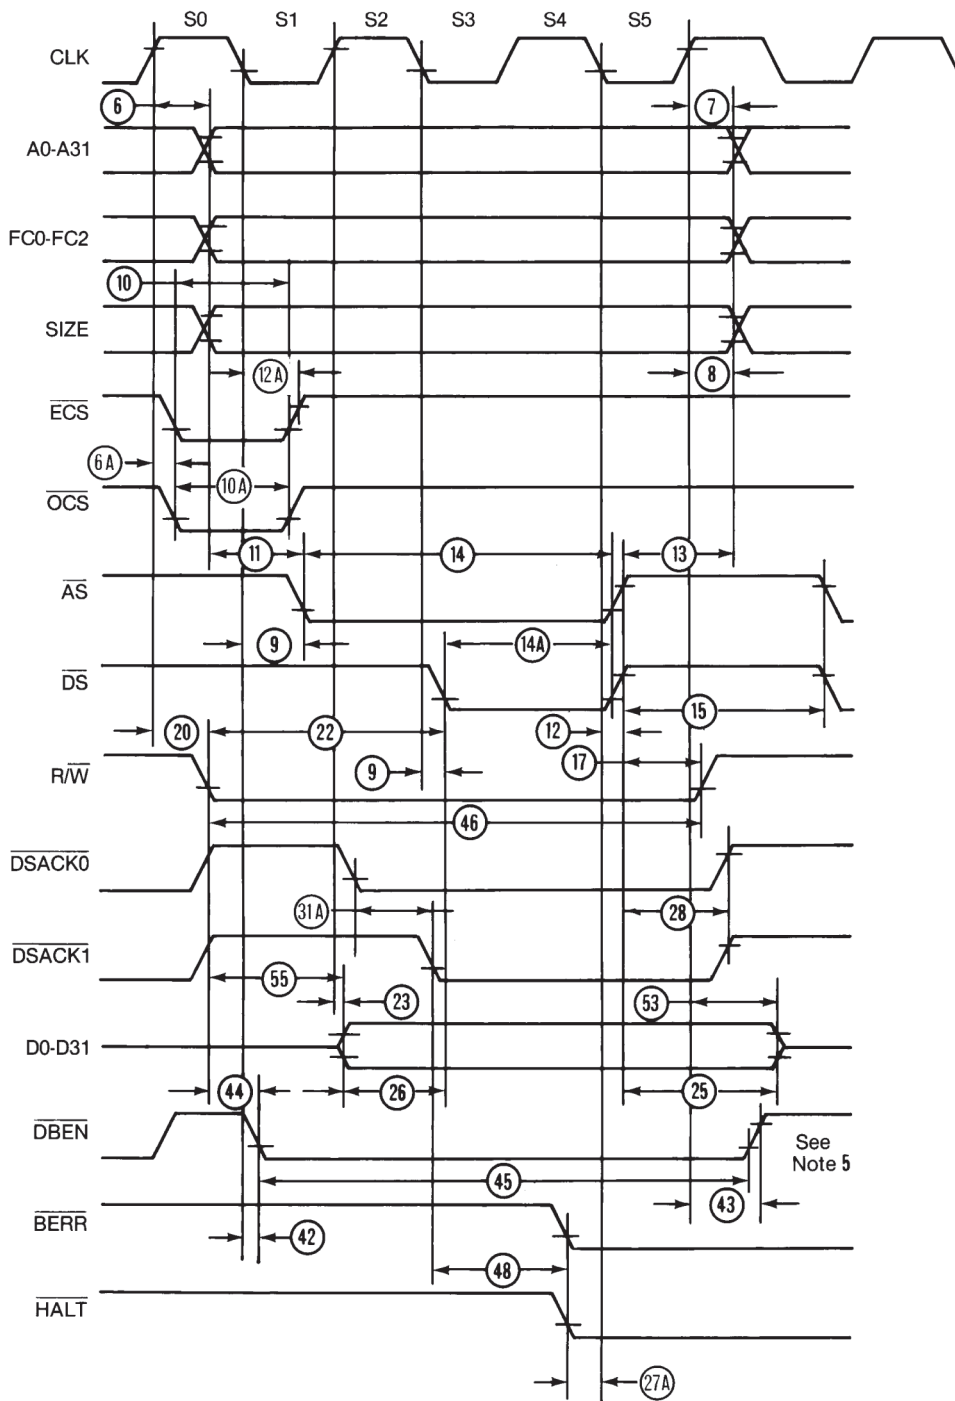 S0 S1 S2 S3 S4 S5
CLK
6 7
A0-A31
FC0-FC2
10
SIZE
12A 8
ECS
6A 10A
OCS
11 14 13
AS
9 14A
DS
20 22 12 15
17
R/W 9
46
DSACK0
31A 28
DSACK1
55 23 53
D0-D31
44 26 25
DBEN See
Note 5
45 43
BERR 42
48
HALT
27A